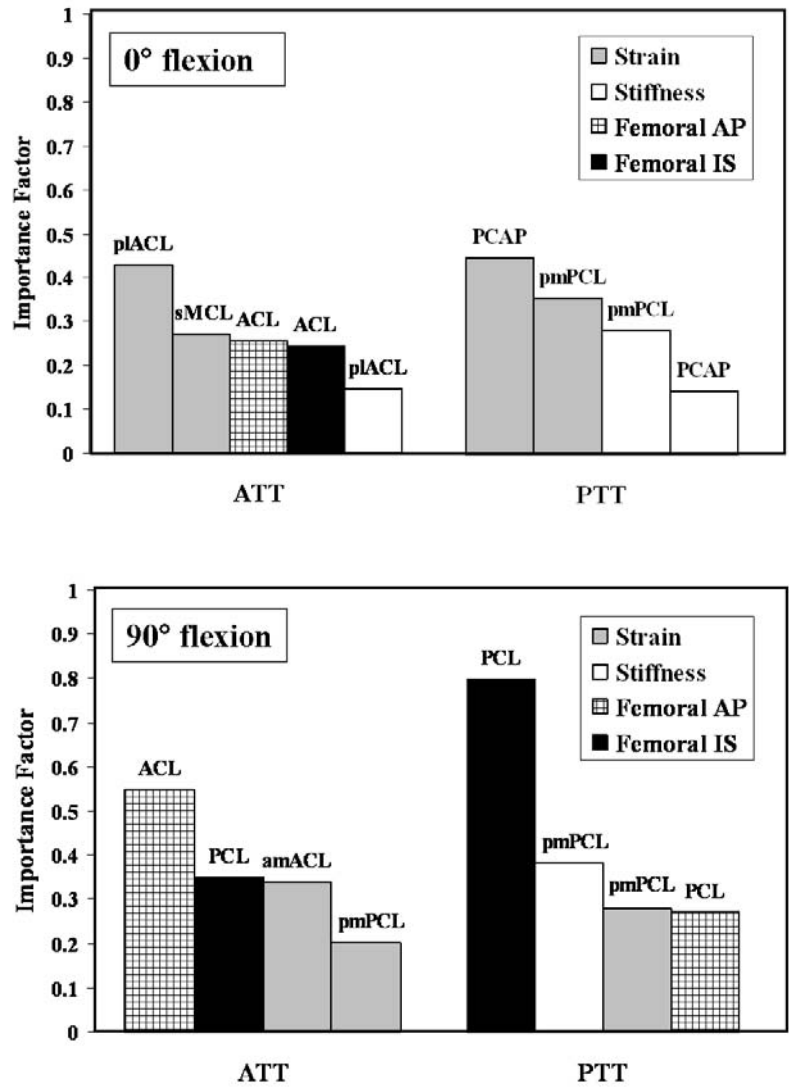 1
0.9
0.8
0.7
0.6
0.5
0.4
0.3
0.2
0.1
0
Importance Factor
0° flexion
Strain
Stiffness
Femoral AP
Femoral IS
plACL
sMCL
ACL
ACL
plACL
PCAP
pmPCL
pmPCL
PCAP
ATT
PTT
1
0.9
0.8
0.7
0.6
0.5
0.4
0.3
0.2
0.1
0
Importance Factor
90° flexion
Strain
Stiffness
Femoral AP
Femoral IS
ACL
PCL
amACL
pmPCL
PCL
pmPCL
pmPCL
PCL
ATT
PTT